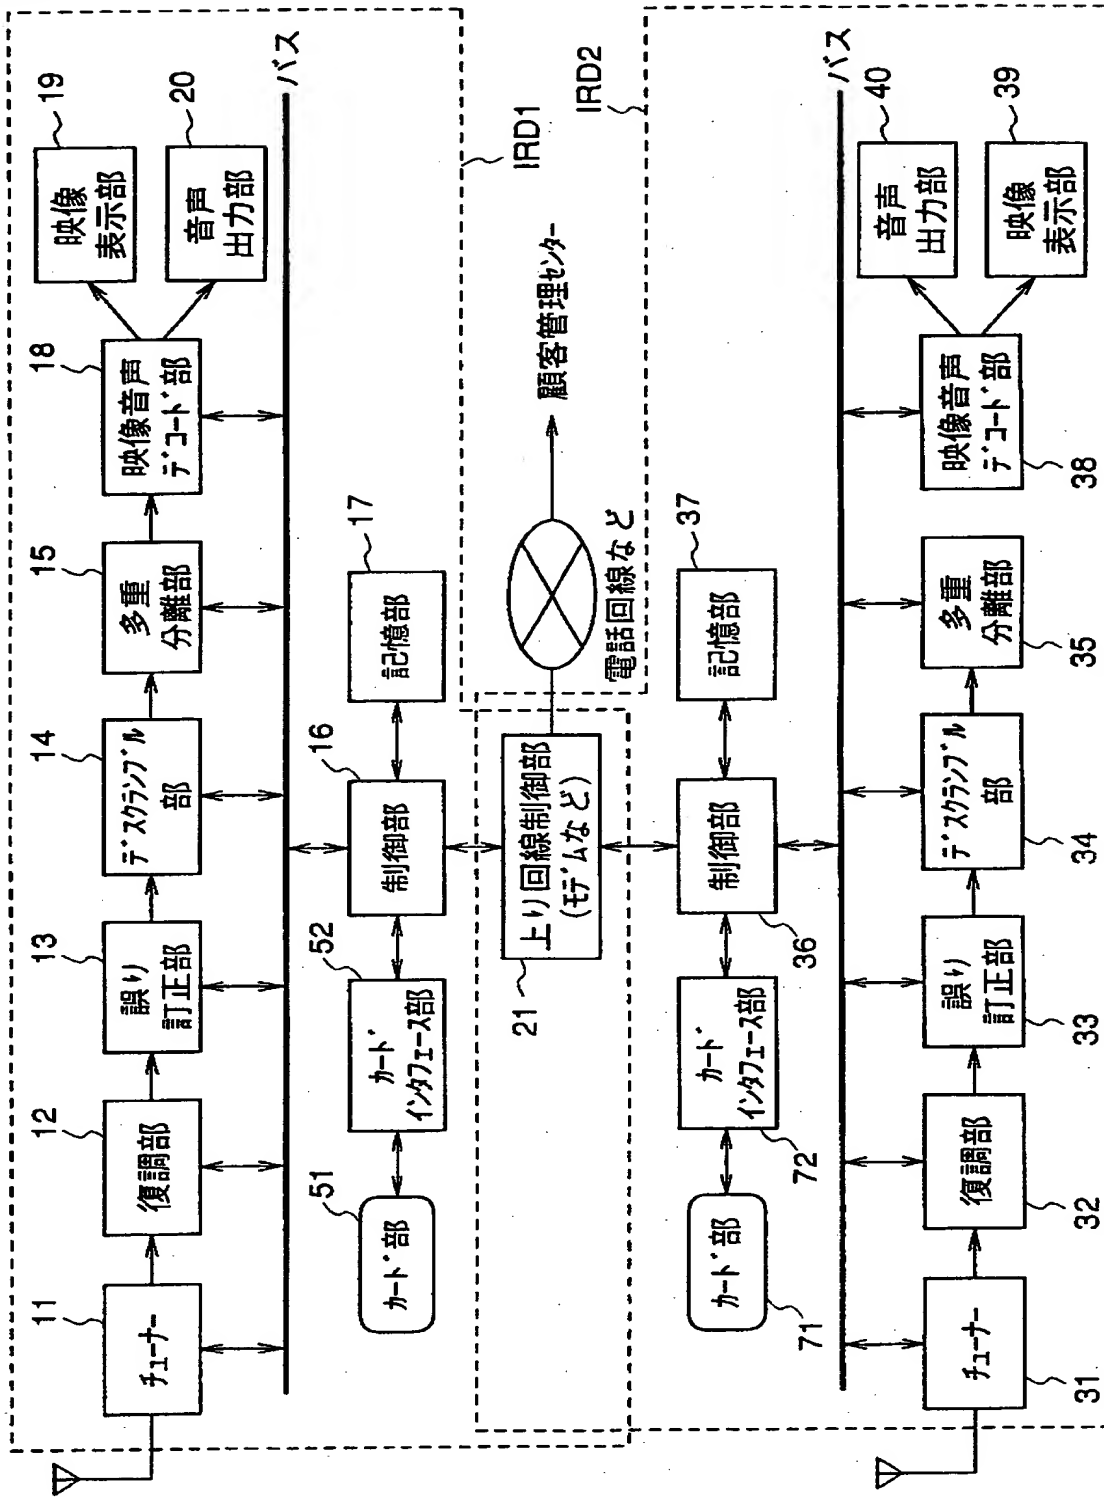 11
チューナー
12
復調部
13
誤り
訂正部
14
デスクランブル
部
15
多重
分離部
18
映像音声
デコード部
19
映像
表示部
20
音声
出力部
バス
51
カード部
52
カード
インタフェース部
16
制御部
17
記憶部
IRD1
21
上り回線制御部
(モデムなど)
電話回線など
顧客管理センター
IRD2
71
カード部
72
カード
インタフェース部
36
制御部
37
記憶部
バス
31
チューナー
32
復調部
33
誤り
訂正部
34
デスクランブル
部
35
多重
分離部
38
映像音声
デコード部
40
音声
出力部
39
映像
表示部